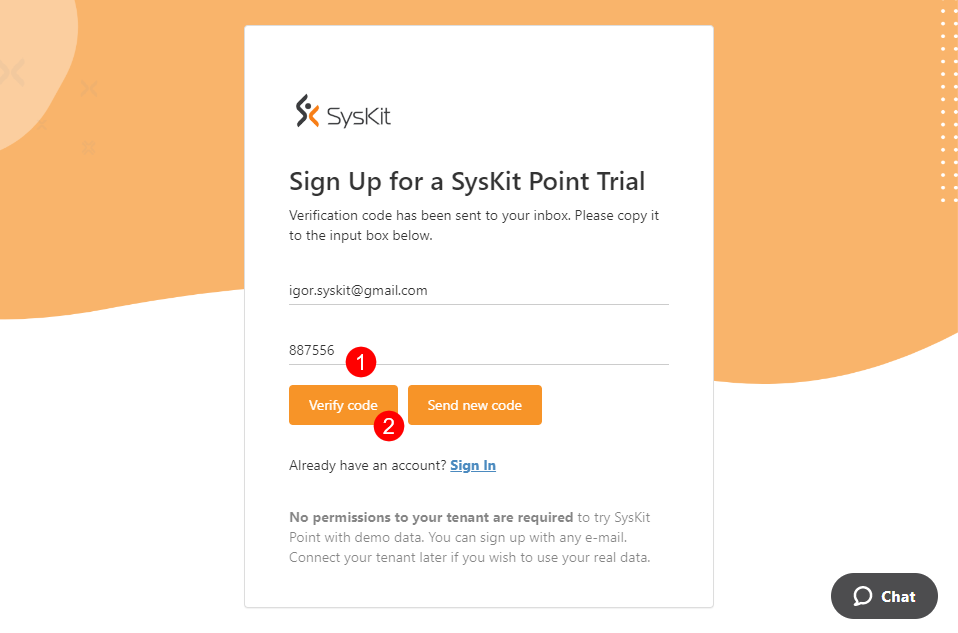 SysKit
Sign Up for a SysKit Point Trial
Verification code has been sent to your inbox. Please copy it
to the input box below.
igor.syskit@gmail.com
887556
1
Verify code
Send new code
2
Already have an account? Sign In
No permissions to your tenant are required to try SysKit
Point with demo data. You can sign up with any e-mail.
Connect your tenant later if you wish to use your real data.
Chat